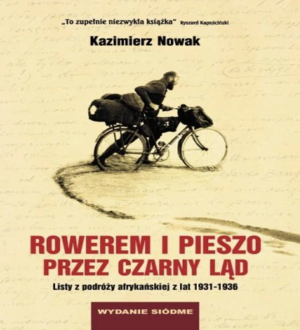 „To zupełnie niezwykła książka" Ryszard Kapuściński
Kazimierz Nowak
ROWEREM I PIESZO
PRZEZ CZARNY LĄD
Listy z podróży afrykańskiej z lat 1931-1936
WYDANIE SIÓDME